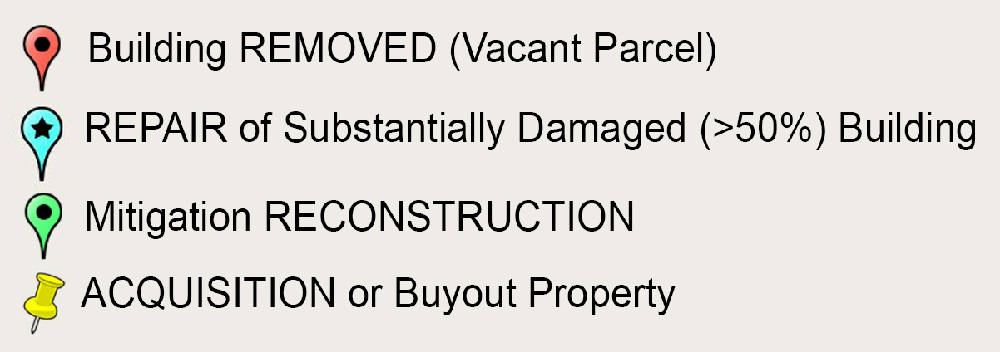 Building REMOVED (Vacant Parcel)
REPAIR of Substantially Damaged (>50%) Building
Mitigation RECONSTRUCTION
ACQUISITION or Buyout Property